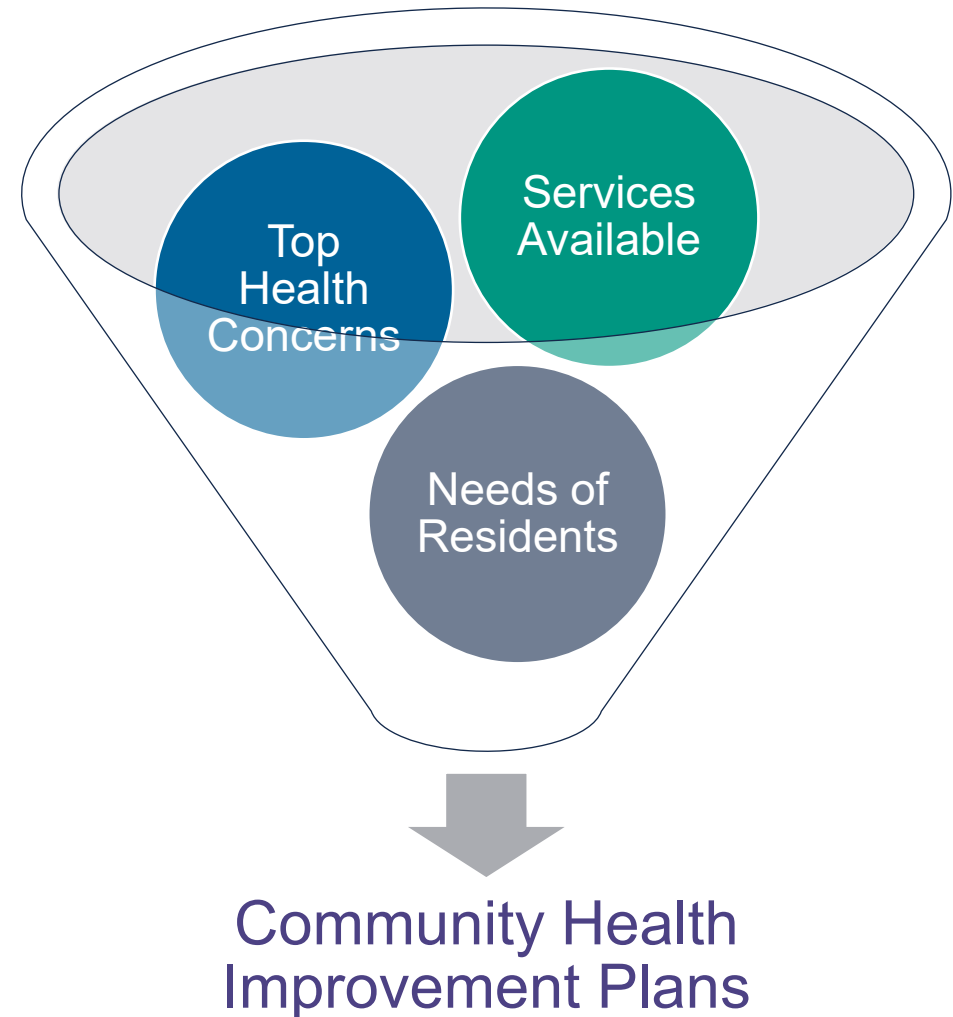 Top
Health
Concerns
Services
Available
Needs of
Residents
Community Health
Improvement Plans